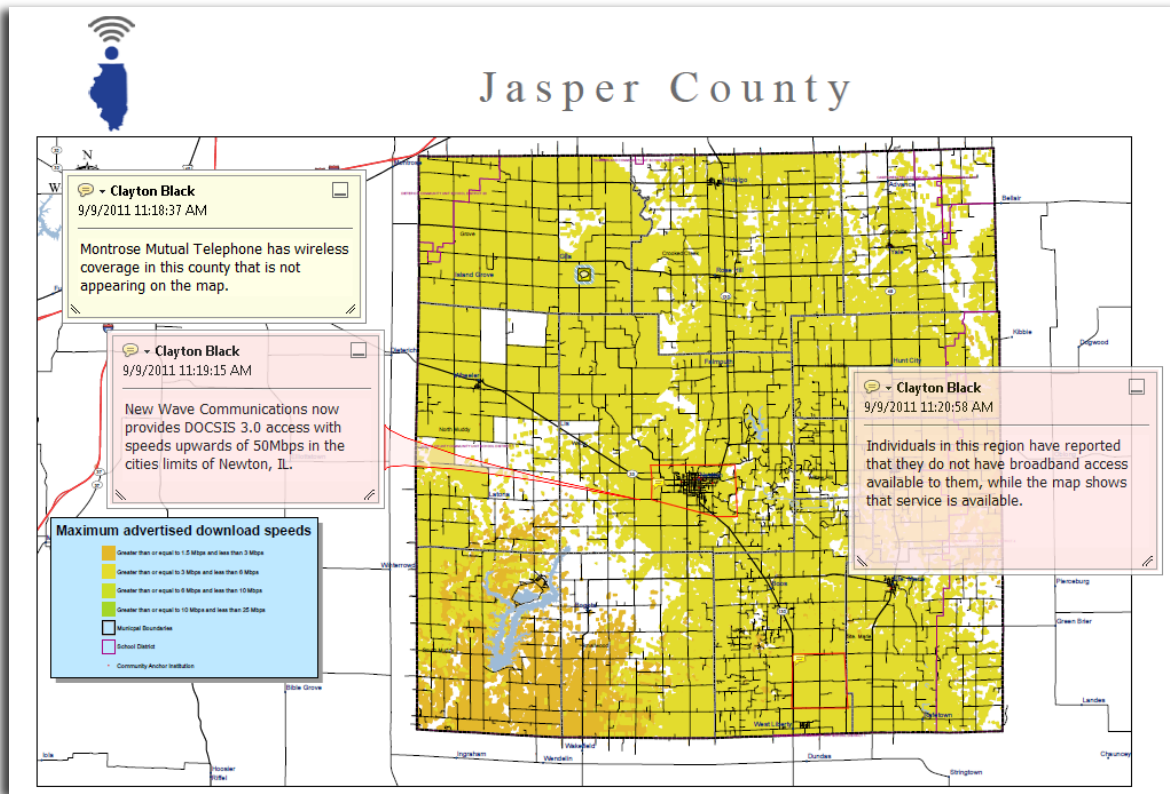 Jasper County
N
W
Clayton Black
9/9/2011 11:18:37 AM
Montrose Mutual Telephone has wireless
coverage in this county that is not
appearing on the map.
Clayton Black
9/9/2011 11:19:15 AM
New Wave Communications now
provides DOCSIS 3.0 access with
speeds upwards of 50Mbps in the
cities limits of Newton, IL.
Clayton Black
9/9/2011 11:20:58 AM
Individuals in this region have reported
that they do not have broadband access
available to them, while the map shows
that service is available.
Maximum advertised download speeds
Greater than or equal to 1.5 Mbps and less than 3 Mbps
Greater than or equal to 3 Mbps and less than 6 Mbps
Greater than or equal to 6 Mbps and less than 10 Mbps
Greater than or equal to 10 Mbps and less than 25 Mbps
Municipal Bounderies
School District
Community Anchor Institution
Montrose
Hidalgo
Advance
Bellair
Grove
Island Grove
Crooked Creek
Rose Hill
Yale
Kibbie
Dogwood
Dieterich
Wheeler
Falmouth
Hunt City
North Muddy
Latona
Winterrowd
Bogota
Boos
Ste. Marie
Pierceburg
Green Brier
South Muddy
Smallwood
Bible Grove
West Liberty
Landes
Iola
Hoosier
Ingraham
Wakefield
Wendelin
Dundas
Stringtown
Chauncey